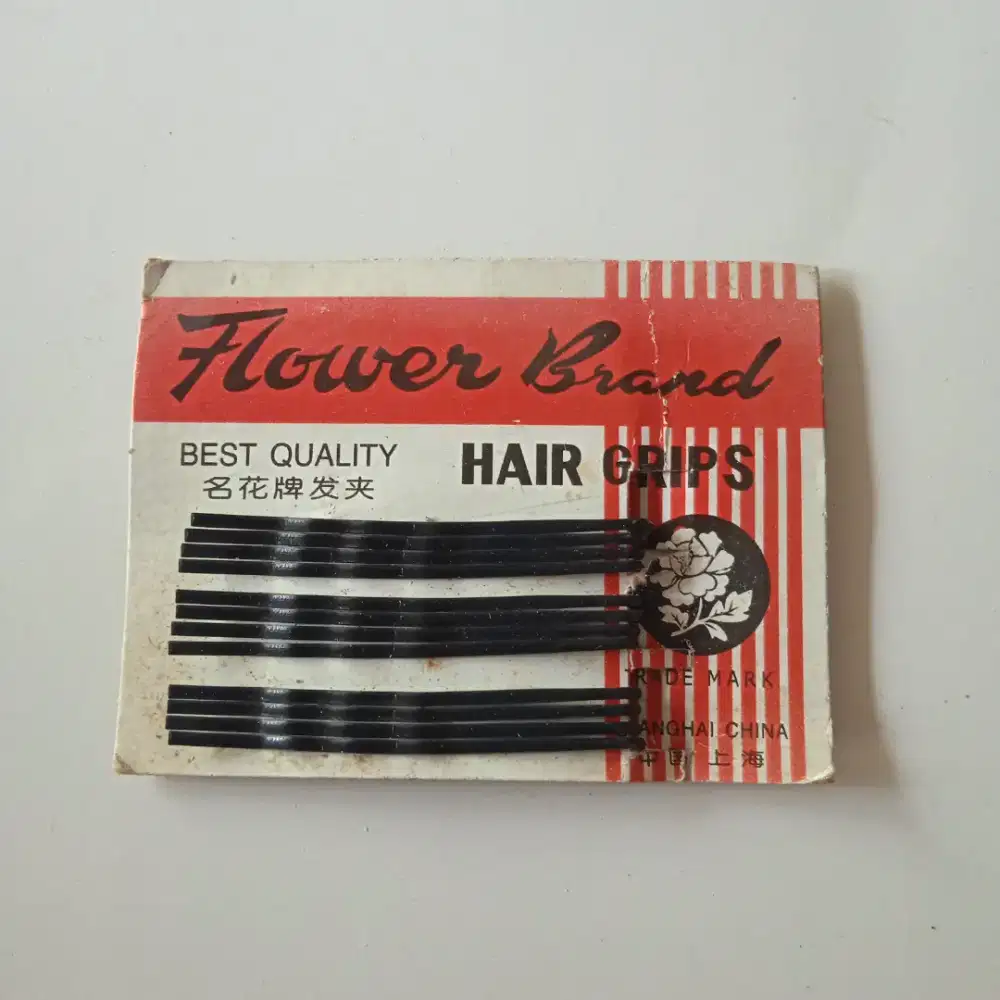 Flower Brand
BEST QUALITY
HAIR GRIPS
名花牌发夹
TRADE MARK
SHANGHAI CHINA
中国上海